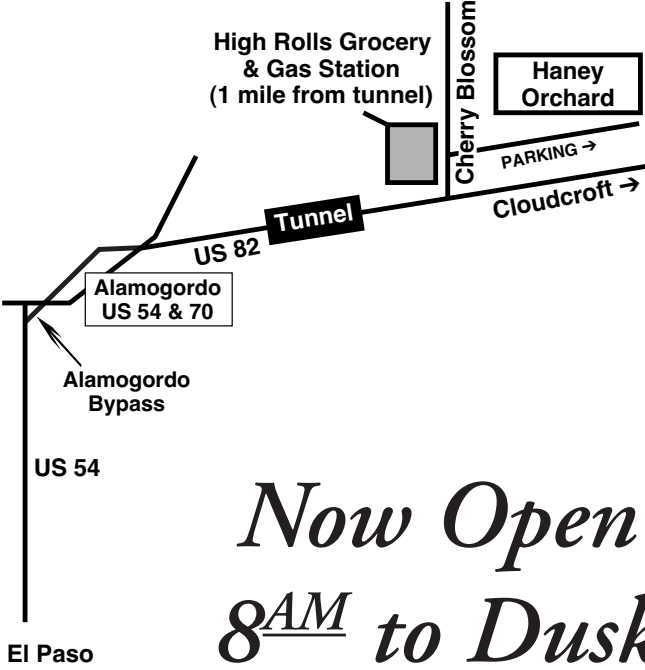 High Rolls Grocery
& Gas Station
(1 mile from tunnel)
Cherry Blossom
Haney
Orchard
PARKING →
Cloudcroft →
Tunnel
US 82
Alamogordo
US 54 & 70
Alamogordo
Bypass
US 54
Now Open
8AM to Dusk
El Paso